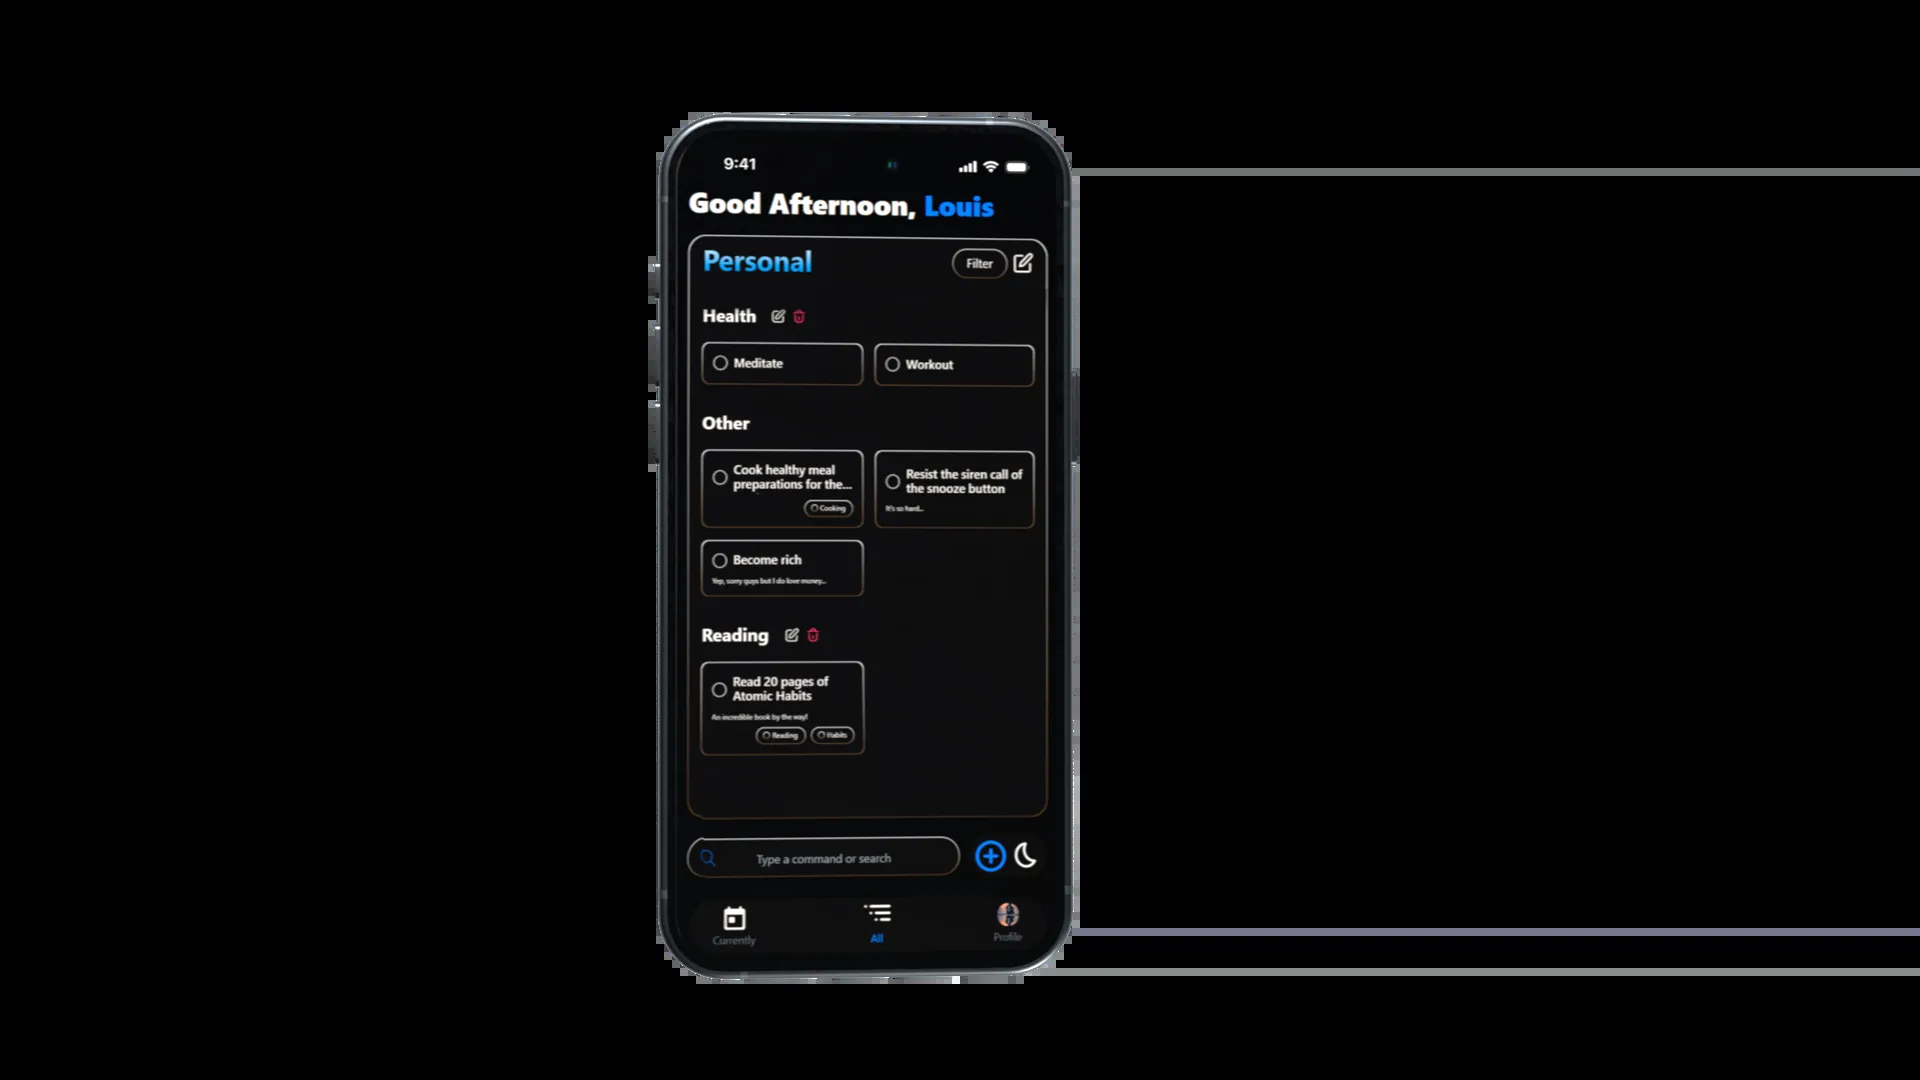 9:41
Good Afternoon, Louis
Personal
Filter
Health
Meditate
Workout
Other
Cook healthy meal
preparations for the...
Cooking
Resist the siren call of
the snooze button
It's so hard...
Become rich
Yep, sorry guys but I do love money...
Reading
Read 20 pages of
Atomic Habits
An incredible book by the way!
Reading
Habits
Type a command or search
Currently
All
Profile